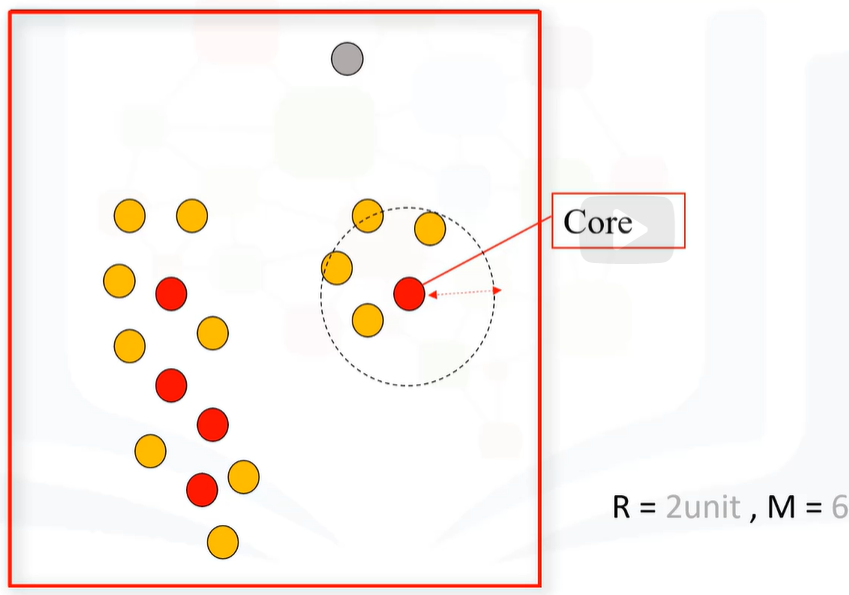 Core
R = 2unit , M = 6